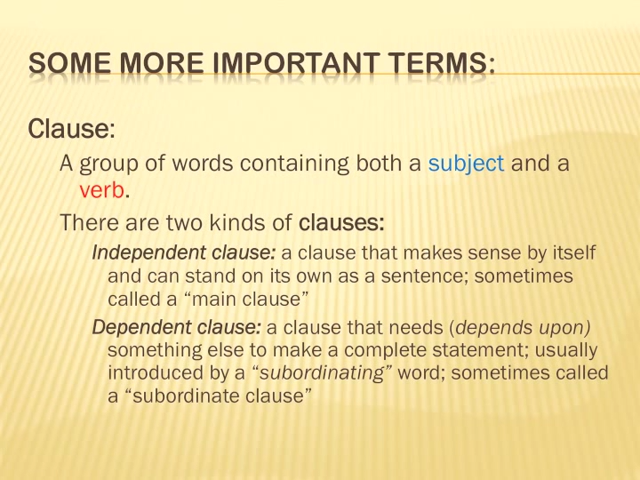 SOME MORE IMPORTANT TERMS:
Clause:
A group of words containing both a subject and a
verb.
There are two kinds of clauses:
Independent clause: a clause that makes sense by itself
and can stand on its own as a sentence; sometimes
called a “main clause”
Dependent clause: a clause that needs (depends upon)
something else to make a complete statement; usually
introduced by a “subordinating” word; sometimes called
a “subordinate clause”